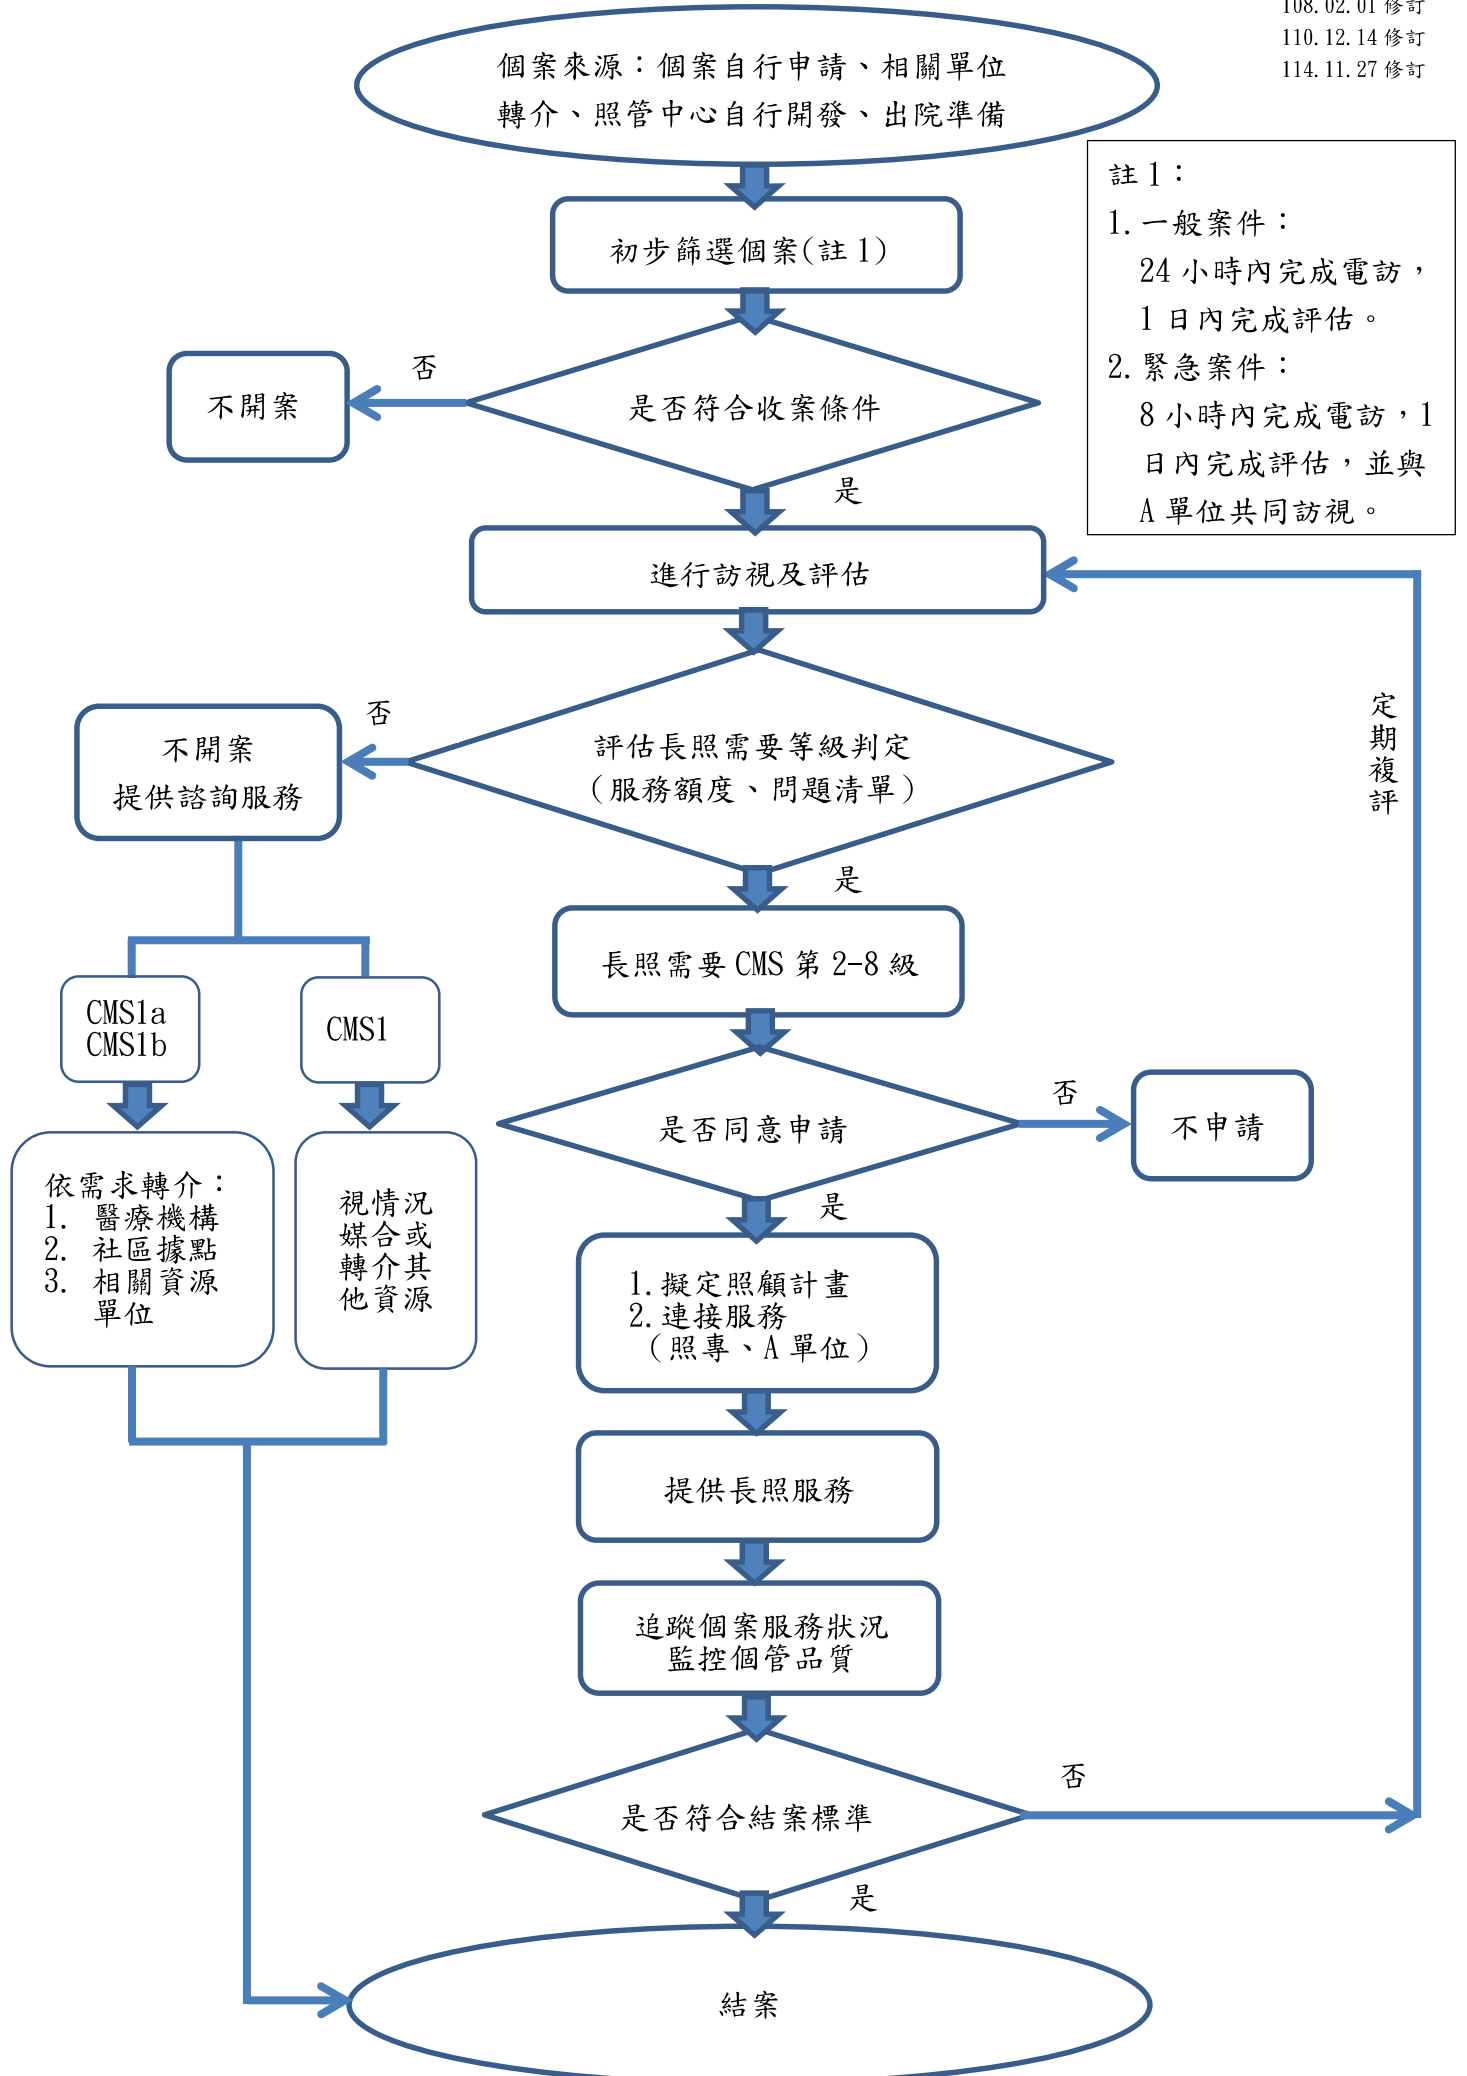 108.02.01 修訂
110.12.14 修訂
114.11.27 修訂
個案來源：個案自行申請、相關單位
轉介、照管中心自行開發、出院準備
註 1：
1. 一般案件：
24 小時內完成電訪，
1 日內完成評估。
2. 緊急案件：
8 小時內完成電訪，1
日內完成評估，並與
A 單位共同訪視。
初步篩選個案(註 1)
否
不開案
是否符合收案條件
是
進行訪視及評估
定期複評
否
不開案
提供諮詢服務
評估長照需要等級判定
（服務額度、問題清單）
是
長照需要 CMS 第 2-8 級
CMS1a
CMS1b
CMS1
是否同意申請
否
不申請
是
依需求轉介：
1. 醫療機構
2. 社區據點
3. 相關資源
單位
視情況
媒合或
轉介其
他資源
1. 擬定照顧計畫
2. 連接服務
（照專、A 單位）
提供長照服務
追蹤個案服務狀況
監控個管品質
是否符合結案標準
否
是
結案